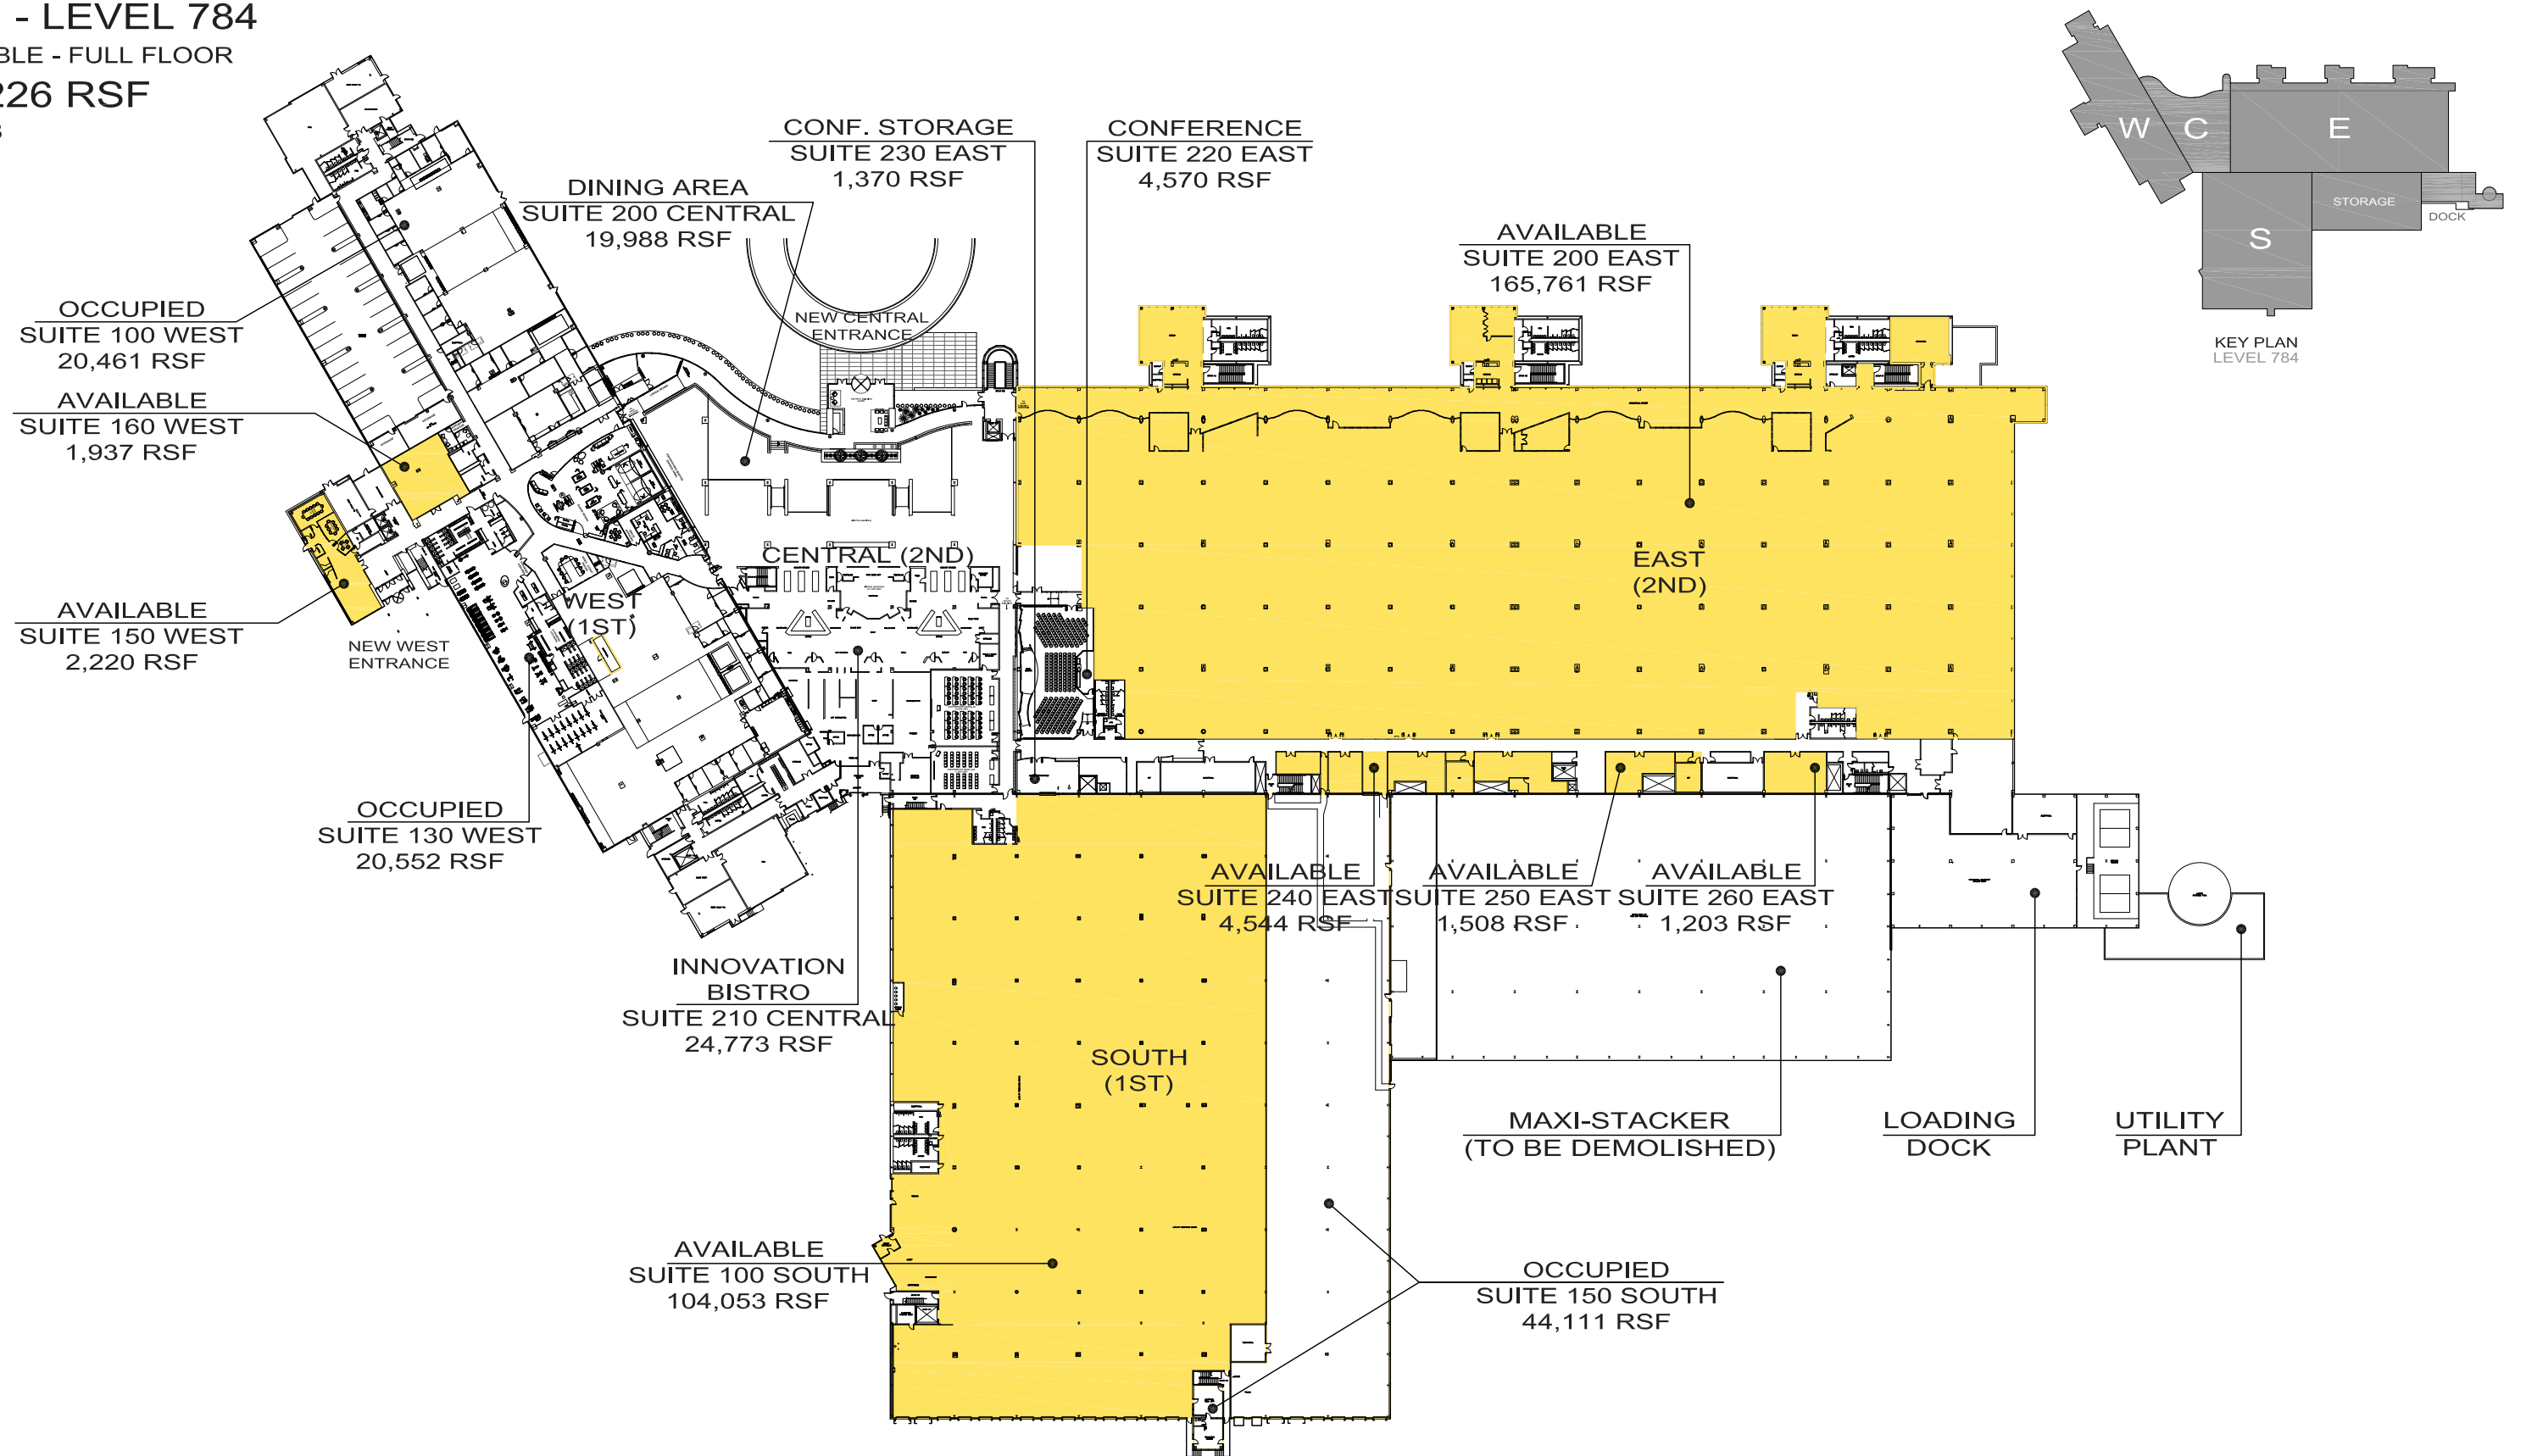 - LEVEL 784
BLE - FULL FLOOR
226 RSF
CONF. STORAGE
SUITE 230 EAST
1,370 RSF
CONFERENCE
SUITE 220 EAST
4,570 RSF
DINING AREA
SUITE 200 CENTRAL
19,988 RSF
AVAILABLE
SUITE 200 EAST
165,761 RSF
W
C
E
S
STORAGE
DOCK
KEY PLAN
LEVEL 784
NEW CENTRAL
ENTRANCE
OCCUPIED
SUITE 100 WEST
20,461 RSF
AVAILABLE
SUITE 160 WEST
1,937 RSF
AVAILABLE
SUITE 150 WEST
2,220 RSF
NEW WEST
ENTRANCE
WEST
(1ST)
CENTRAL (2ND)
EAST
(2ND)
OCCUPIED
SUITE 130 WEST
20,552 RSF
INNOVATION
BISTRO
SUITE 210 CENTRAL
24,773 RSF
AVAILABLE
SUITE 240 EAST
4,544 RSF
AVAILABLE
SUITE 250 EAST
1,508 RSF
AVAILABLE
SUITE 260 EAST
1,203 RSF
SOUTH
(1ST)
MAXI-STACKER
(TO BE DEMOLISHED)
LOADING
DOCK
UTILITY
PLANT
AVAILABLE
SUITE 100 SOUTH
104,053 RSF
OCCUPIED
SUITE 150 SOUTH
44,111 RSF